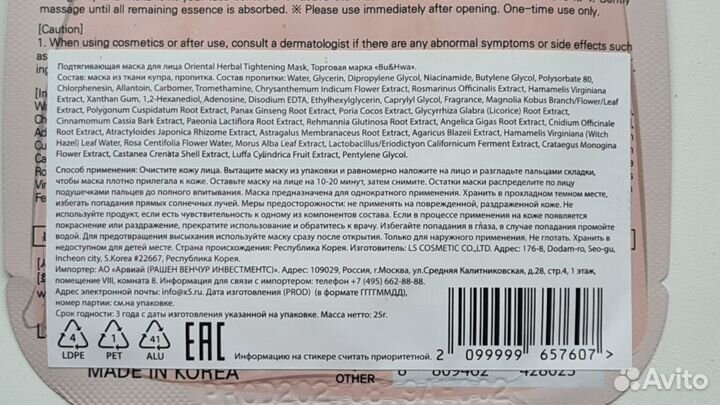 massage until all remaining essence is absorbed. ※ Please use immediately after opening. One-time use only.
[Caution]
1. When using cosmetics or after use, consult a dermatologist if there are any abnormal symptoms or side effects such
Подтягивающая маска для лица Oriental Herbal Tightening Mask, Торговая марка «Bu&Hwa».
Состав: маска из ткани купра, пропитка. Состав пропитки: Water, Glycerin, Dipropylene Glycol, Niacinamide, Butylene Glycol, Polysorbate 80,
Chlorphenesin, Allantoin, Carbomer, Tromethamine, Chrysanthemum Indicum Extract, Rosmarinus Officinalis Extract, Hamamelis Virginiana
Extract, Xanthan Gum, 1,2-Hexanediol, Adenosine, Disodium EDTA, Ethylhexylglycerin, Caprylyl Glycol, Fragrance, Magnolia Kobus Branch/Flower/Leaf
Extract, Polygonum Cuspidatum Root Extract, Panax Ginseng Root Extract, Poria Cocos Extract, Glycyrrhiza Glabra (Licorice) Root Extract,
Cinnamomum Cassia Bark Extract, Paeonia Lactiflora Root Extract, Rehmannia Glutinosa Root Extract, Angelica Gigas Root Extract, Cnidium Officinale
Root Extract, Atractyloides Japonica Rhizome Extract, Astragalus Membranaceus Root Extract, Agaricus Blazeii Extract, Hamamelis Virginiana (Witch
Hazel) Leaf Water, Rosa Centifolia Flower Water, Morus Alba Leaf Extract, Lactobacillus/Eriodictyon Californicum Ferment Extract, Crataegus Monogina
Flower Extract, Castanea Crenata Shell Extract, Luffa Cylindrica Fruit Extract, Pentylene Glycol.
Способ применения: Очистите кожу лица. Вытащите маску из упаковки и равномерно наложите на лицо и разгладьте пальцами складки,
чтобы маска плотно прилегала к коже. Оставьте маску на лице на 10-20 минут, затем снимите. Остатки маски распределите по лицу
подушечками пальцев до полного впитывания. Маска предназначена для однократного применения. Хранить в прохладном темном месте,
избегать попадания прямых солнечных лучей. Меры предосторожности: не применять на поврежденной, раздраженной коже. Не
используйте продукт, если есть чувствительность к одному из компонентов состава. Если в процессе применения на коже появляется
покраснение или раздражение, прекратите использование и обратитесь к врачу. Избегайте попадания в глаза, в случае попадания промойте
водой. Для предотвращения высыхания используйте маску сразу после открытия. Только для наружного применения. Не глотать. Хранить в
недоступном для детей месте. Страна происхождения: Республика Корея. Изготовитель: LS COSMETIC CO.,LTD. Адрес: 176-8, Dodam-ro, Seo-gu,
Incheon city, S.Korea #22667, Республика Корея.
Импортер: АО «Арвиай (РАШЕН ВЕНЧУР ИНВЕСТМЕНТС)». Адрес: 109029, Россия, г.Москва, ул.Средняя Калитниковская, д.28, стр.4, 1 этаж,
помещение VIII, комната 8. Информация для связи с импортером: телефон +7 (495) 662-88-88.
Адрес электронной почты: info@x5.ru. Дата изготовления (PROD) (в формате ГГГГММДД),
номер партии: см.на упаковке.
Срок годности: 3 года с даты изготовления указанной на упаковке. Масса нетто: 25г.
4 LDPE 1 PET 41 ALU EAC
Информацию на стикере считать приоритетной.
2 099999 657607 >
MADE IN KOREA
OTHER
8 809402 428023
Avito